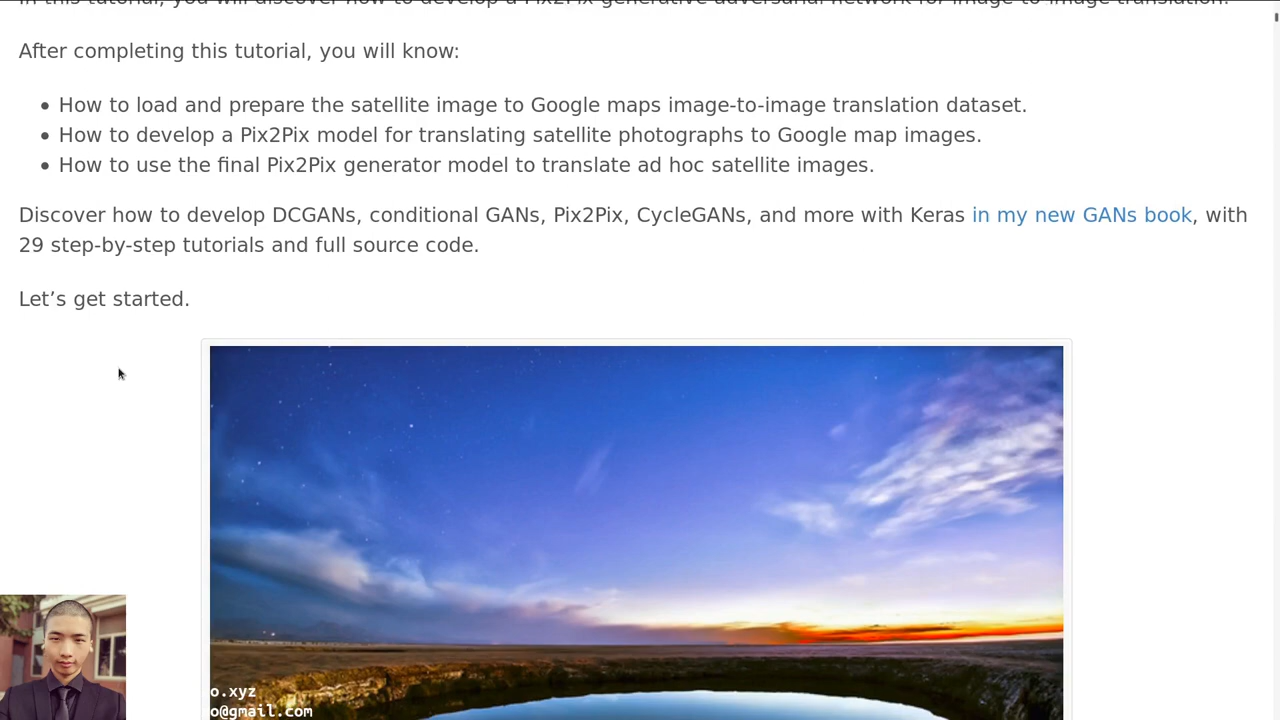 In this tutorial, you will discover how to develop a Pix2Pix generative adversarial network for image-to-image translation.
After completing this tutorial, you will know:
• How to load and prepare the satellite image to Google maps image-to-image translation dataset.
• How to develop a Pix2Pix model for translating satellite photographs to Google map images.
• How to use the final Pix2Pix generator model to translate ad hoc satellite images.
Discover how to develop DCGANs, conditional GANs, Pix2Pix, CycleGANs, and more with Keras in my new GANs book, with
29 step-by-step tutorials and full source code.
Let’s get started.
o.xyz
o@gmail.com